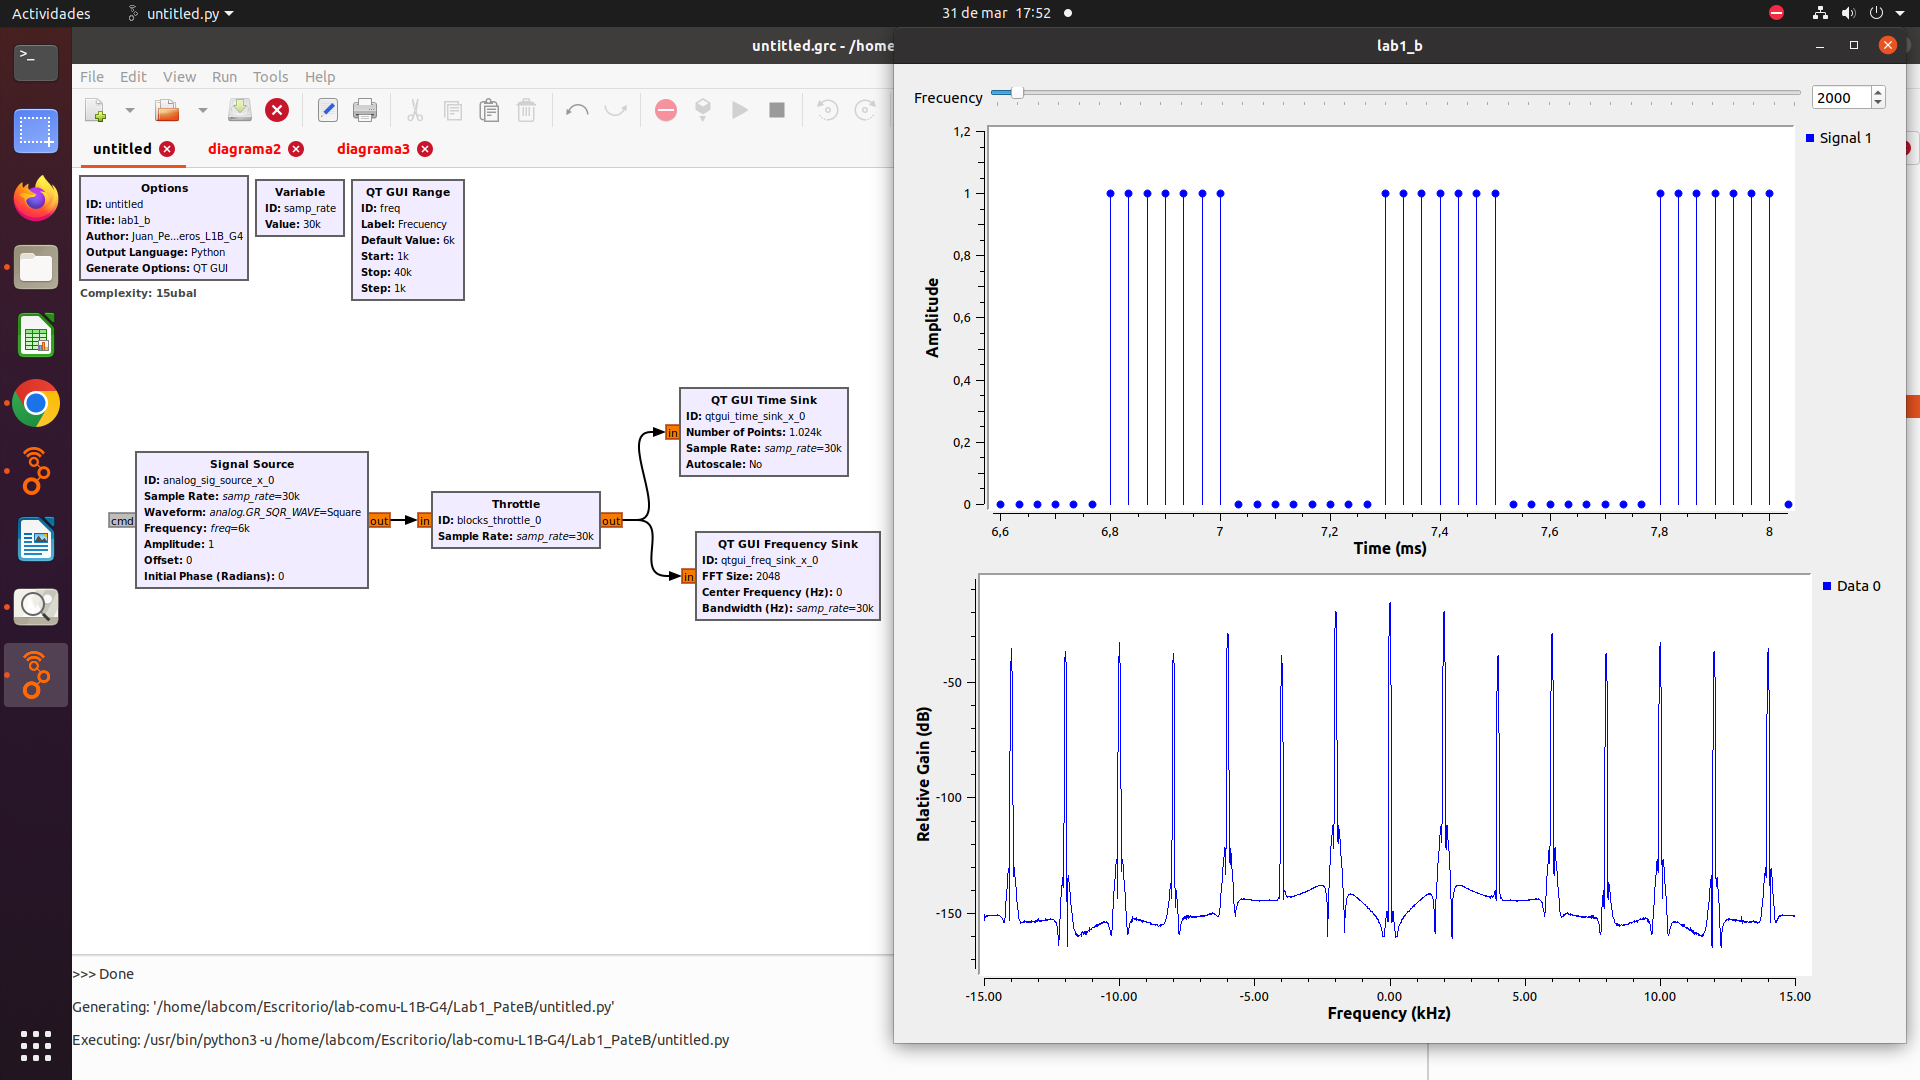 Actividades
untitled.py
31 de mar 17:52
untitled.grc - /home
lab1_b
File Edit View Run Tools Help
untitled
diagrama2
diagrama3
Options
ID: untitled
Title: lab1_b
Author: Juan_Pe...eros_L1B_G4
Output Language: Python
Generate Options: QT GUI
Complexity: 15ubal
Variable
ID: samp_rate
Value: 30k
QT GUI Range
ID: freq
Label: Frecuency
Default Value: 6k
Start: 1k
Stop: 40k
Step: 1k
Signal Source
ID: analog_sig_source_x_0
Sample Rate: samp_rate=30k
Waveform: analog.GR_SQR_WAVE=Square
Frequency: freq=6k
Amplitude: 1
Offset: 0
Initial Phase (Radians): 0
cmd
out
in
Throttle
ID: blocks_throttle_0
Sample Rate: samp_rate=30k
out
in
QT GUI Time Sink
ID: qtgui_time_sink_x_0
Number of Points: 1.024k
Sample Rate: samp_rate=30k
Autoscale: No
in
QT GUI Frequency Sink
ID: qtgui_freq_sink_x_0
FFT Size: 2048
Center Frequency (Hz): 0
Bandwidth (Hz): samp_rate=30k
>>> Done
Generating: '/home/labcom/Escritorio/lab-comu-L1B-G4/Lab1_PateB/untitled.py'
Executing: /usr/bin/python3 -u /home/labcom/Escritorio/lab-comu-L1B-G4/Lab1_PateB/untitled.py
Frecuency
2000
Signal 1
Amplitude
1,2
1
0,8
0,6
0,4
0,2
0
6,6 6,8 7 7,2 7,4 7,6 7,8 8
Time (ms)
Data 0
Relative Gain (dB)
-50
-100
-150
-15.00 -10.00 -5.00 0.00 5.00 10.00 15.00
Frequency (kHz)